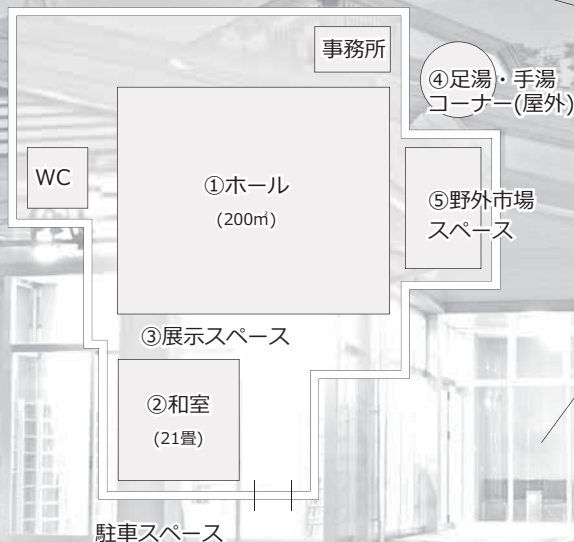 事務所
④足湯・手湯
コーナー(屋外)
WC
①ホール
(200㎡)
⑤野外市場
スペース
③展示スペース
②和室
(21畳)
駐車スペース